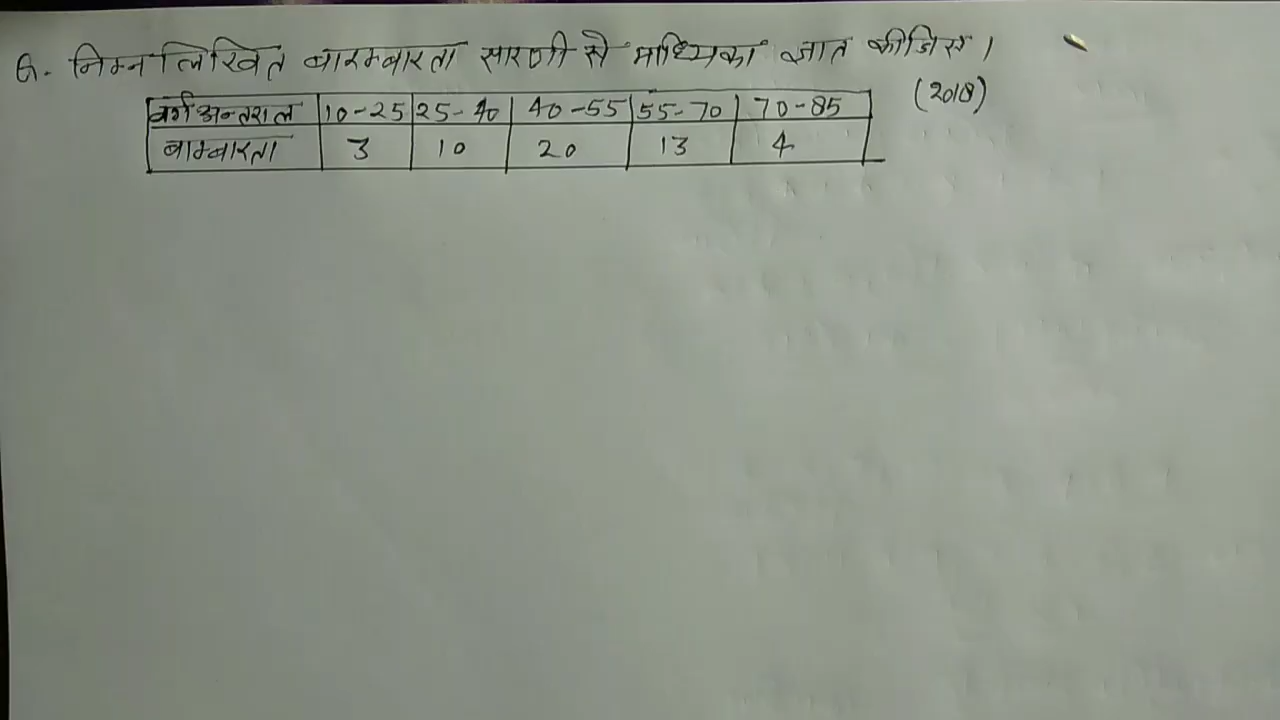 6. निम्नलिखित बारम्बारता सारणी से माध्यिका ज्ञात कीजिए।
(2018)
वर्ग अन्तराल 10-25 25-40 40-55 55-70 70-85
बाम्बारता 3 10 20 13 4